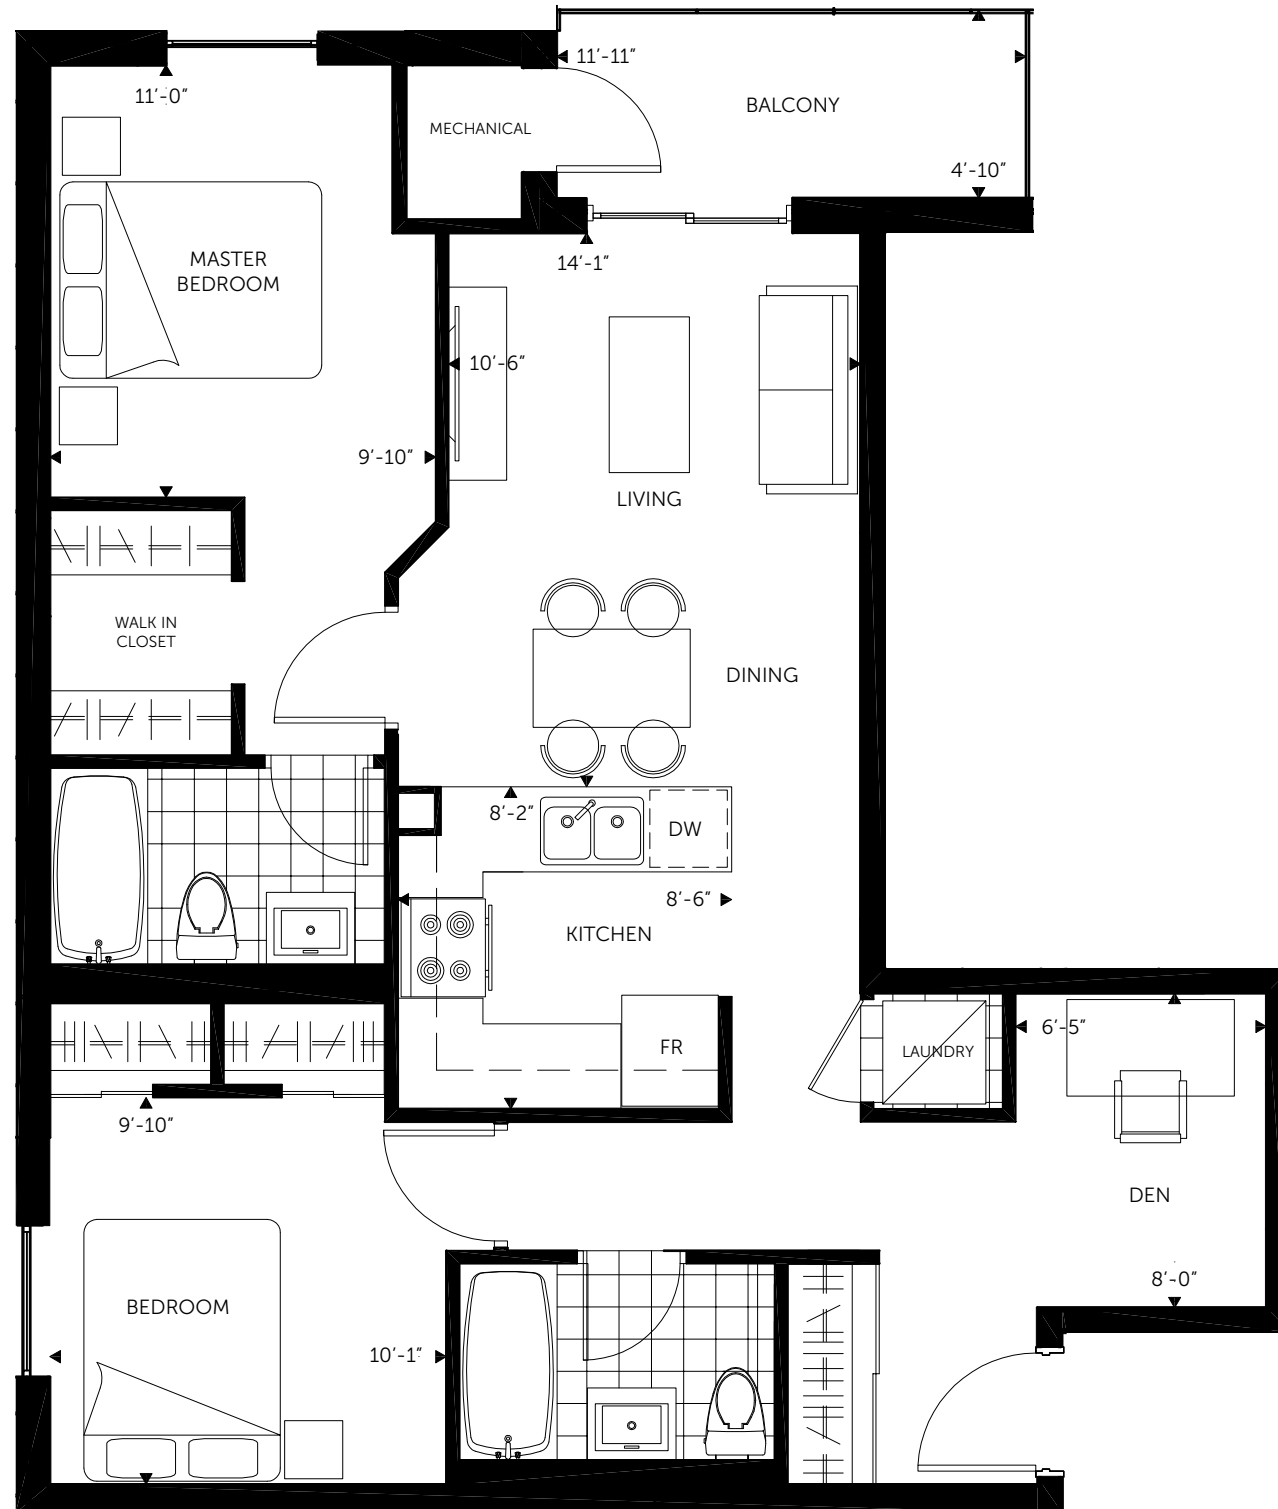 11'-11"
11'-0"
BALCONY
MECHANICAL
4'-10"
MASTER
BEDROOM
14'-1"
10'-6"
9'-10"
LIVING
WALK IN
CLOSET
DINING
8'-2"
DW
8'-6"
KITCHEN
FR
LAUNDRY
6'-5"
9'-10"
DEN
8'-0"
BEDROOM
10'-1"